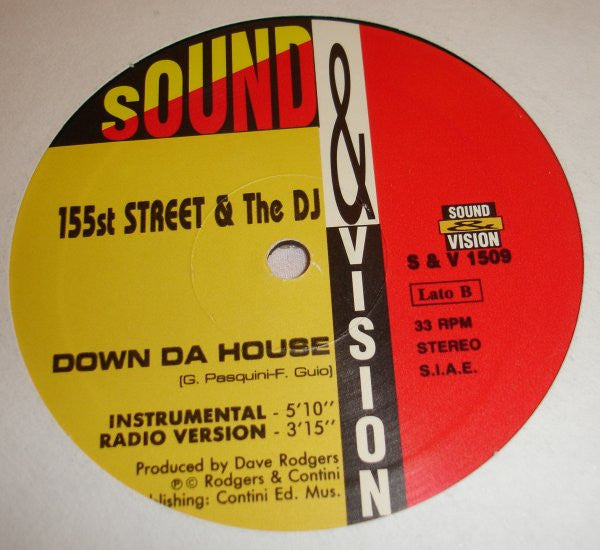 SOUND
&
VISION
155st STREET & The DJ
DOWN DA HOUSE
(G. Pasquini-F. Guio)
INSTRUMENTAL - 5'10''
RADIO VERSION - 3'15''
Produced by Dave Rodgers
℗ © Rodgers & Contini
blishing: Contini Ed. Mus.
SOUND
&
VISION
S & V 1509
Lato B
33 RPM
STEREO
S.I.A.E.